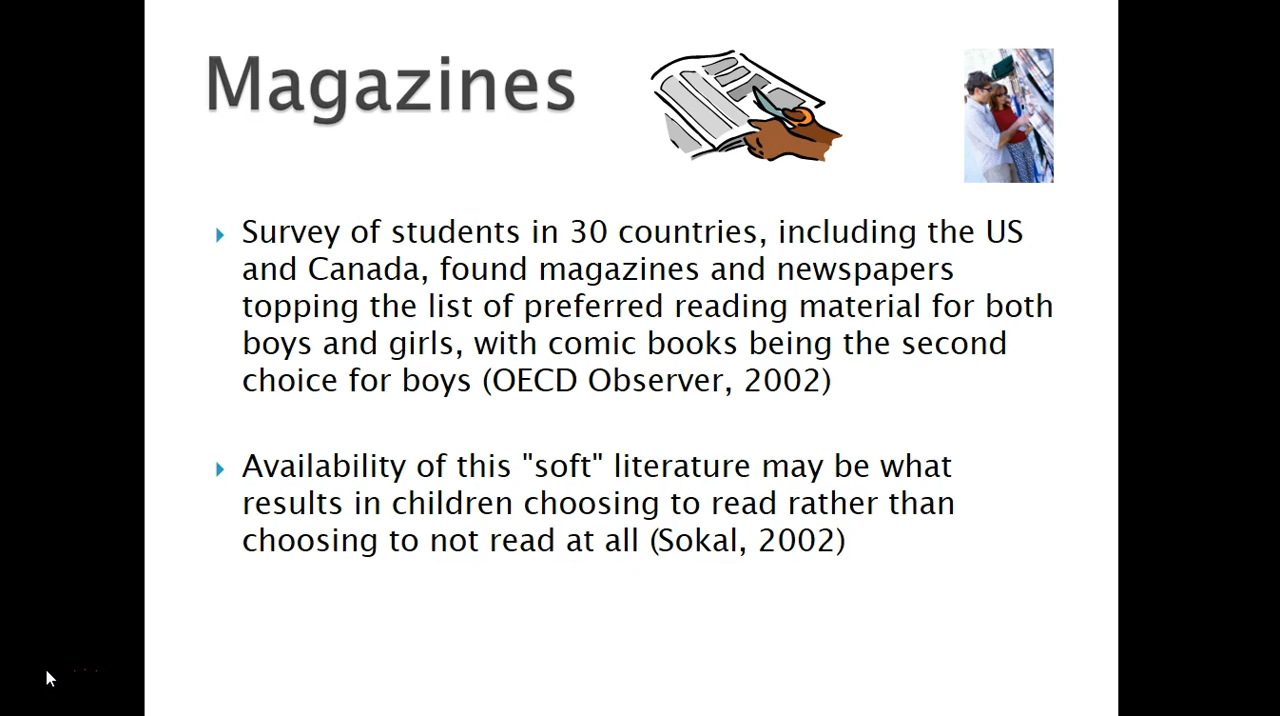 Magazines
Survey of students in 30 countries, including the US
and Canada, found magazines and newspapers
topping the list of preferred reading material for both
boys and girls, with comic books being the second
choice for boys (OECD Observer, 2002)
Availability of this "soft" literature may be what
results in children choosing to read rather than
choosing to not read at all (Sokal, 2002)